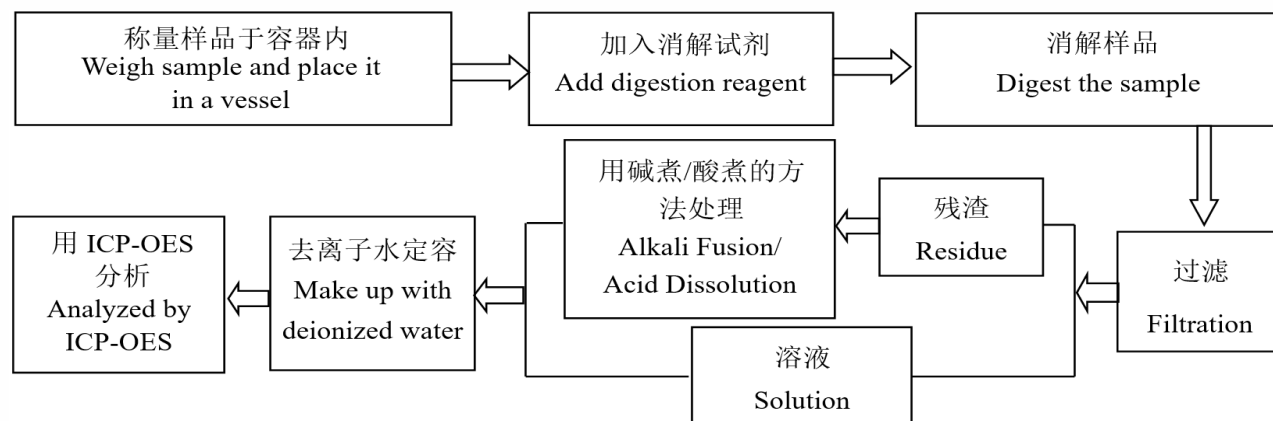 称量样品于容器内
Weigh sample and place it
in a vessel
加入消解试剂
Add digestion reagent
消解样品
Digest the sample
过滤
Filtration
残渣
Residue
用碱煮/酸煮的方
法处理
Alkali Fusion/
Acid Dissolution
溶液
Solution
去离子水定容
Make up with
deionized water
用 ICP-OES
分析
Analyzed by
ICP-OES